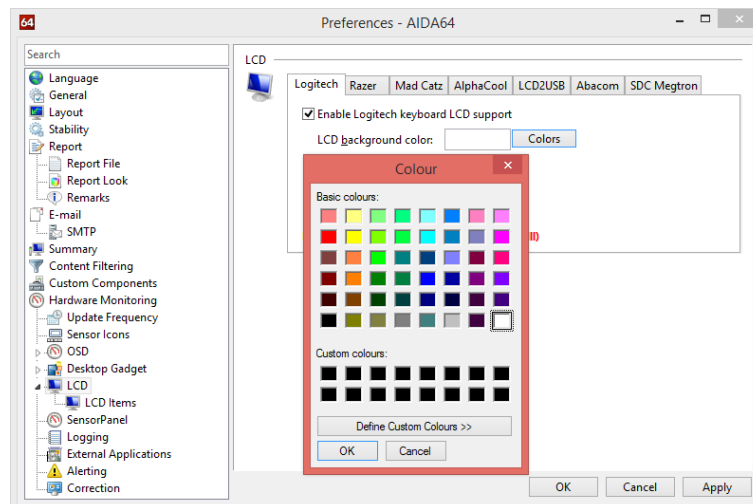 64
Preferences - AIDA64
Search
Language
General
Layout
Stability
Report
Report File
Report Look
Remarks
E-mail
SMTP
Summary
Content Filtering
Custom Components
Hardware Monitoring
Update Frequency
Sensor Icons
OSD
Desktop Gadget
LCD
LCD Items
SensorPanel
Logging
External Applications
Alerting
Correction
LCD
Logitech Razer Mad Catz AlphaCool LCD2USB Abacom SDC Megtron
Enable Logitech keyboard LCD support
LCD background color: Colors
Colour
Basic colours:
Custom colours:
Define Custom Colours >>
OK Cancel
OK Cancel Apply